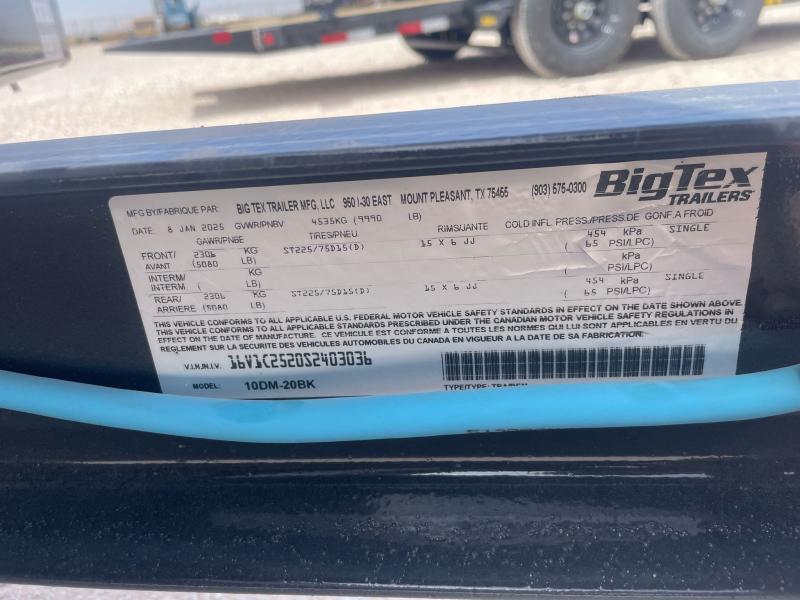 MFG BY/FABRIQUE PAR: BIG TEX TRAILER MFG, LLC 950 I-30 EAST MOUNT PLEASANT, TX 75455 (903) 575-0300 BigTex TRAILERS
DATE: 8 JAN 2025 GVWR/PNBV 4535KG (9990 LB)
GAWR/PNBE TIRES/PNEU. RIMS/JANTE COLD INFL PRESS/PRESS.DE GONF.A FROID
FRONT/ 2306 KG ST225/75D15(D) 15 X 6 JJ 454 kPa SINGLE
AVANT (5080 LB) ( 65 PSI/LPC)
INTERM/ KG kPa
INTERM ( LB) ( PSI/LPC)
REAR/ 2306 KG ST225/75D15(D) 15 X 6 JJ 454 kPa SINGLE
ARRIERE (5080 LB) ( 65 PSI/LPC)
THIS VEHICLE CONFORMS TO ALL APPLICABLE U.S. FEDERAL MOTOR VEHICLE SAFETY STANDARDS IN EFFECT ON THE DATE SHOWN ABOVE.
THIS VEHICLE CONFORMS TO ALL APPLICABLE STANDARDS PRESCRIBED UNDER THE CANADIAN MOTOR VEHICLE SAFETY REGULATIONS IN
EFFECT ON THE DATE OF MANUFACTURE. CE VEHICULE EST CONFORME A TOUTES LES NORMES QUI LUI SONT APPLICABLES EN VERTU DU
REGLEMENT SUR LA SECURITE DES VEHICULES AUTOMOBILES DU CANADA EN VIGUEUR A LA DATE DE SA FABRICATION.
V.I.N./N.I.V. 16V1C2520S2403036
MODEL: 10DM-20BK TYPE/TYPE: